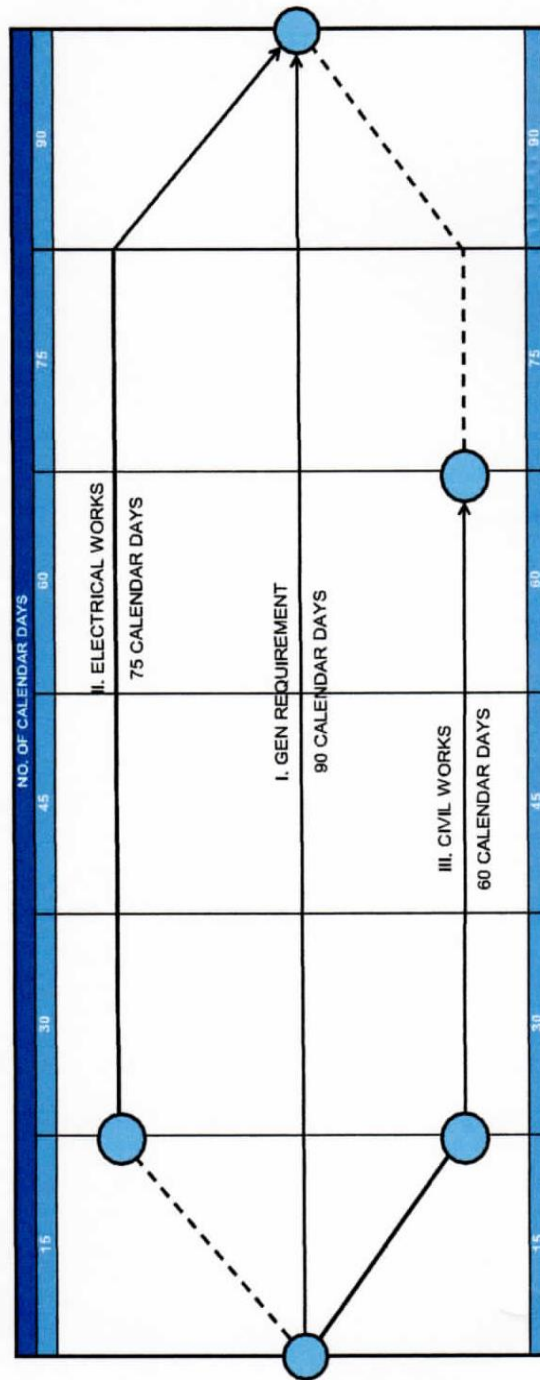 NO. OF CALENDAR DAYS
15 30 45 60 75 90
II. ELECTRICAL WORKS
75 CALENDAR DAYS
I. GEN REQUIREMENT
90 CALENDAR DAYS
III. CIVIL WORKS
60 CALENDAR DAYS
15 30 45 60 75 90